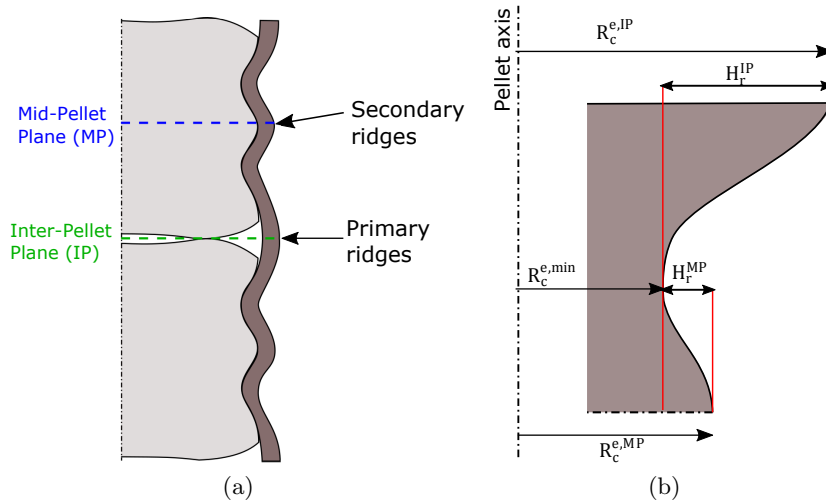 Mid-Pellet
Plane (MP)
Inter-Pellet
Plane (IP)
Secondary
ridges
Primary
ridges
(a)
Pellet axis
R_c^{e,IP}
H_r^{IP}
R_c^{e,min}
H_r^{MP}
R_c^{e,MP}
(b)